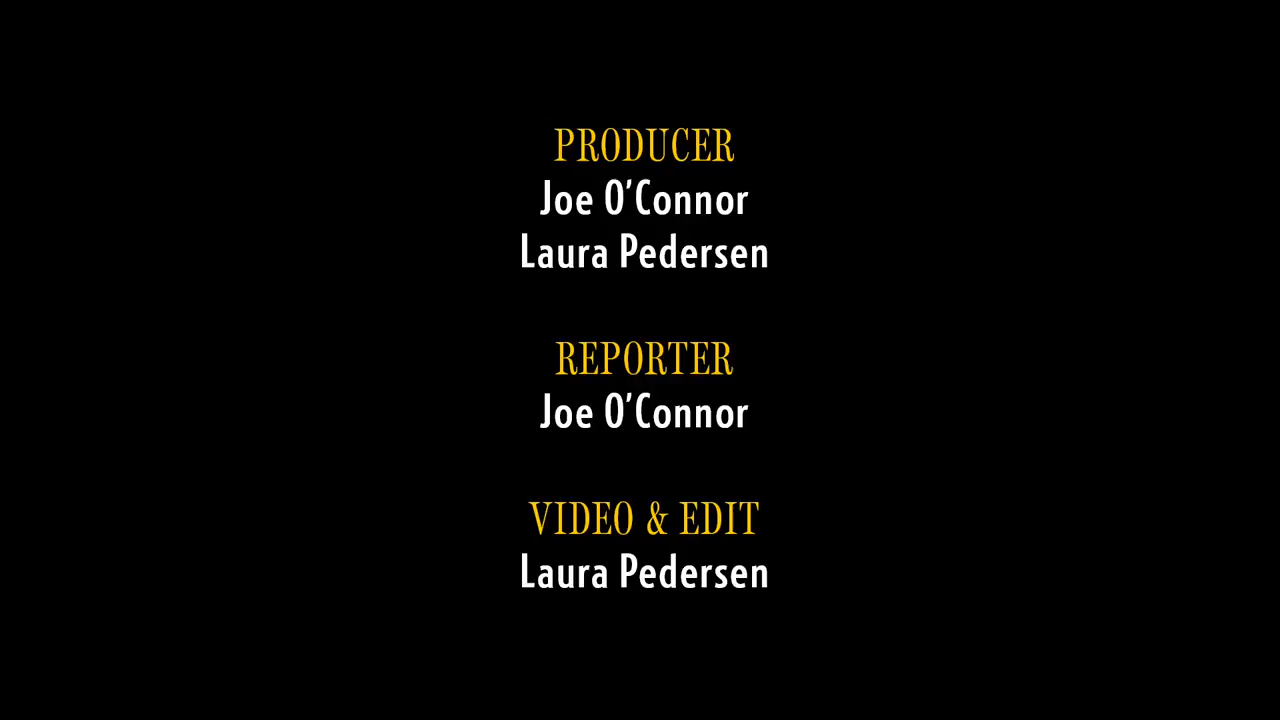 PRODUCER
Joe O’Connor
Laura Pedersen
REPORTER
Joe O’Connor
VIDEO & EDIT
Laura Pedersen